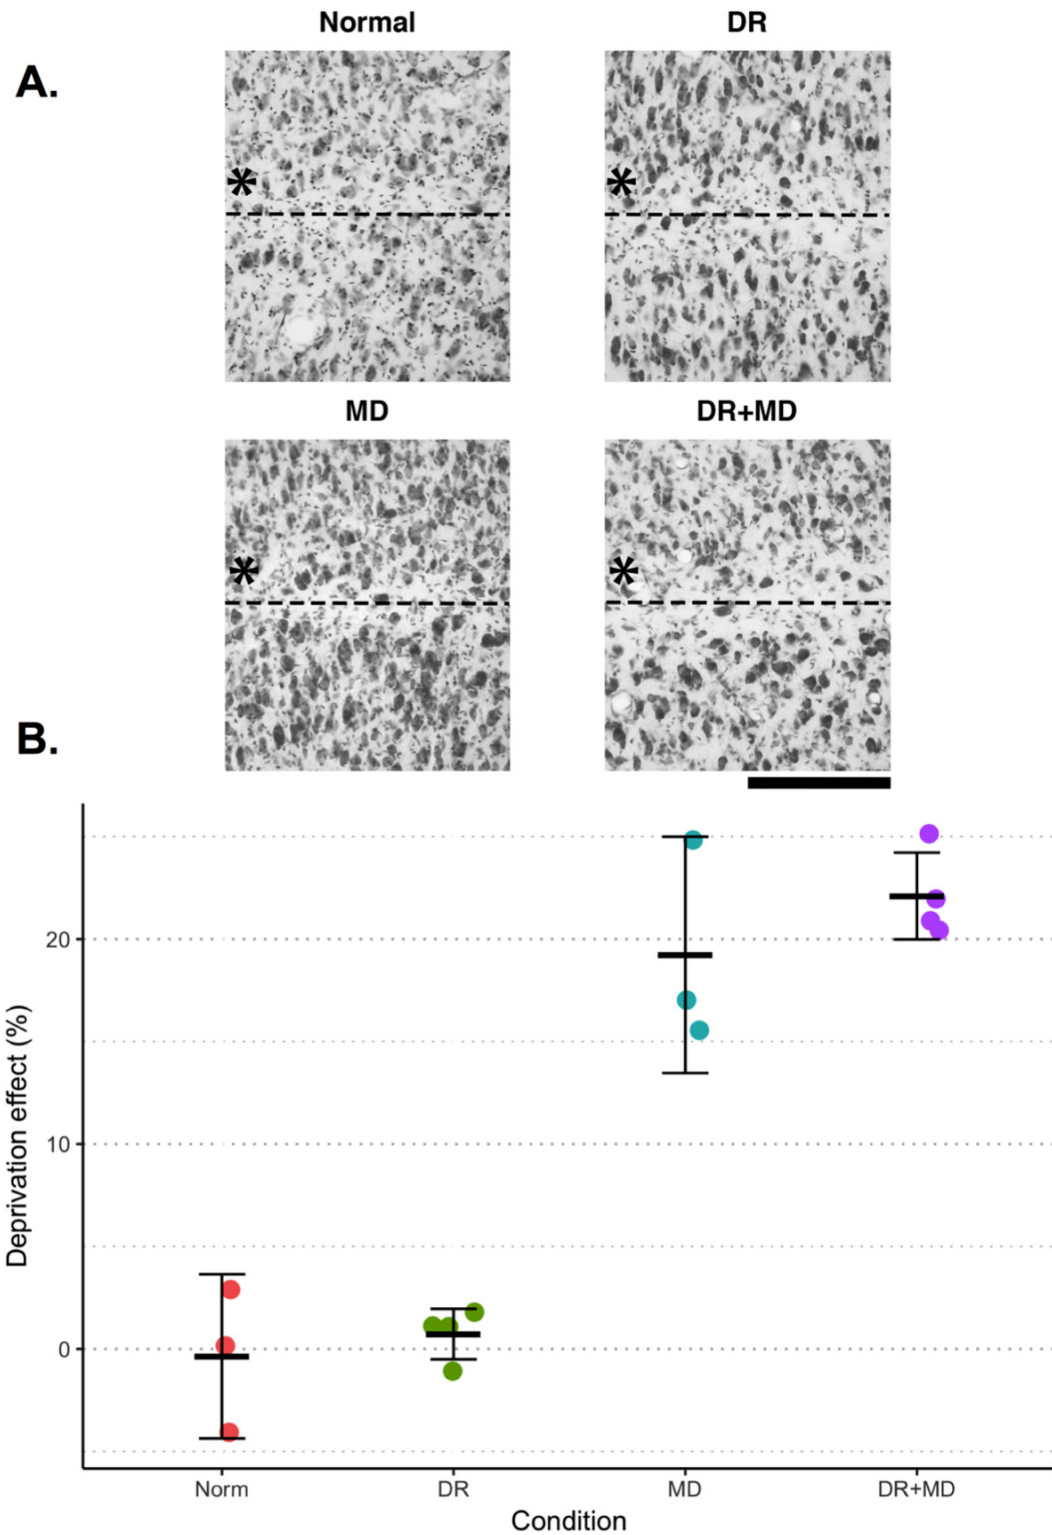 Normal DR
A.
*
*
MD DR+MD
*
*
B.
20
10
0
Deprivation effect (%)
Norm DR MD DR+MD
Condition